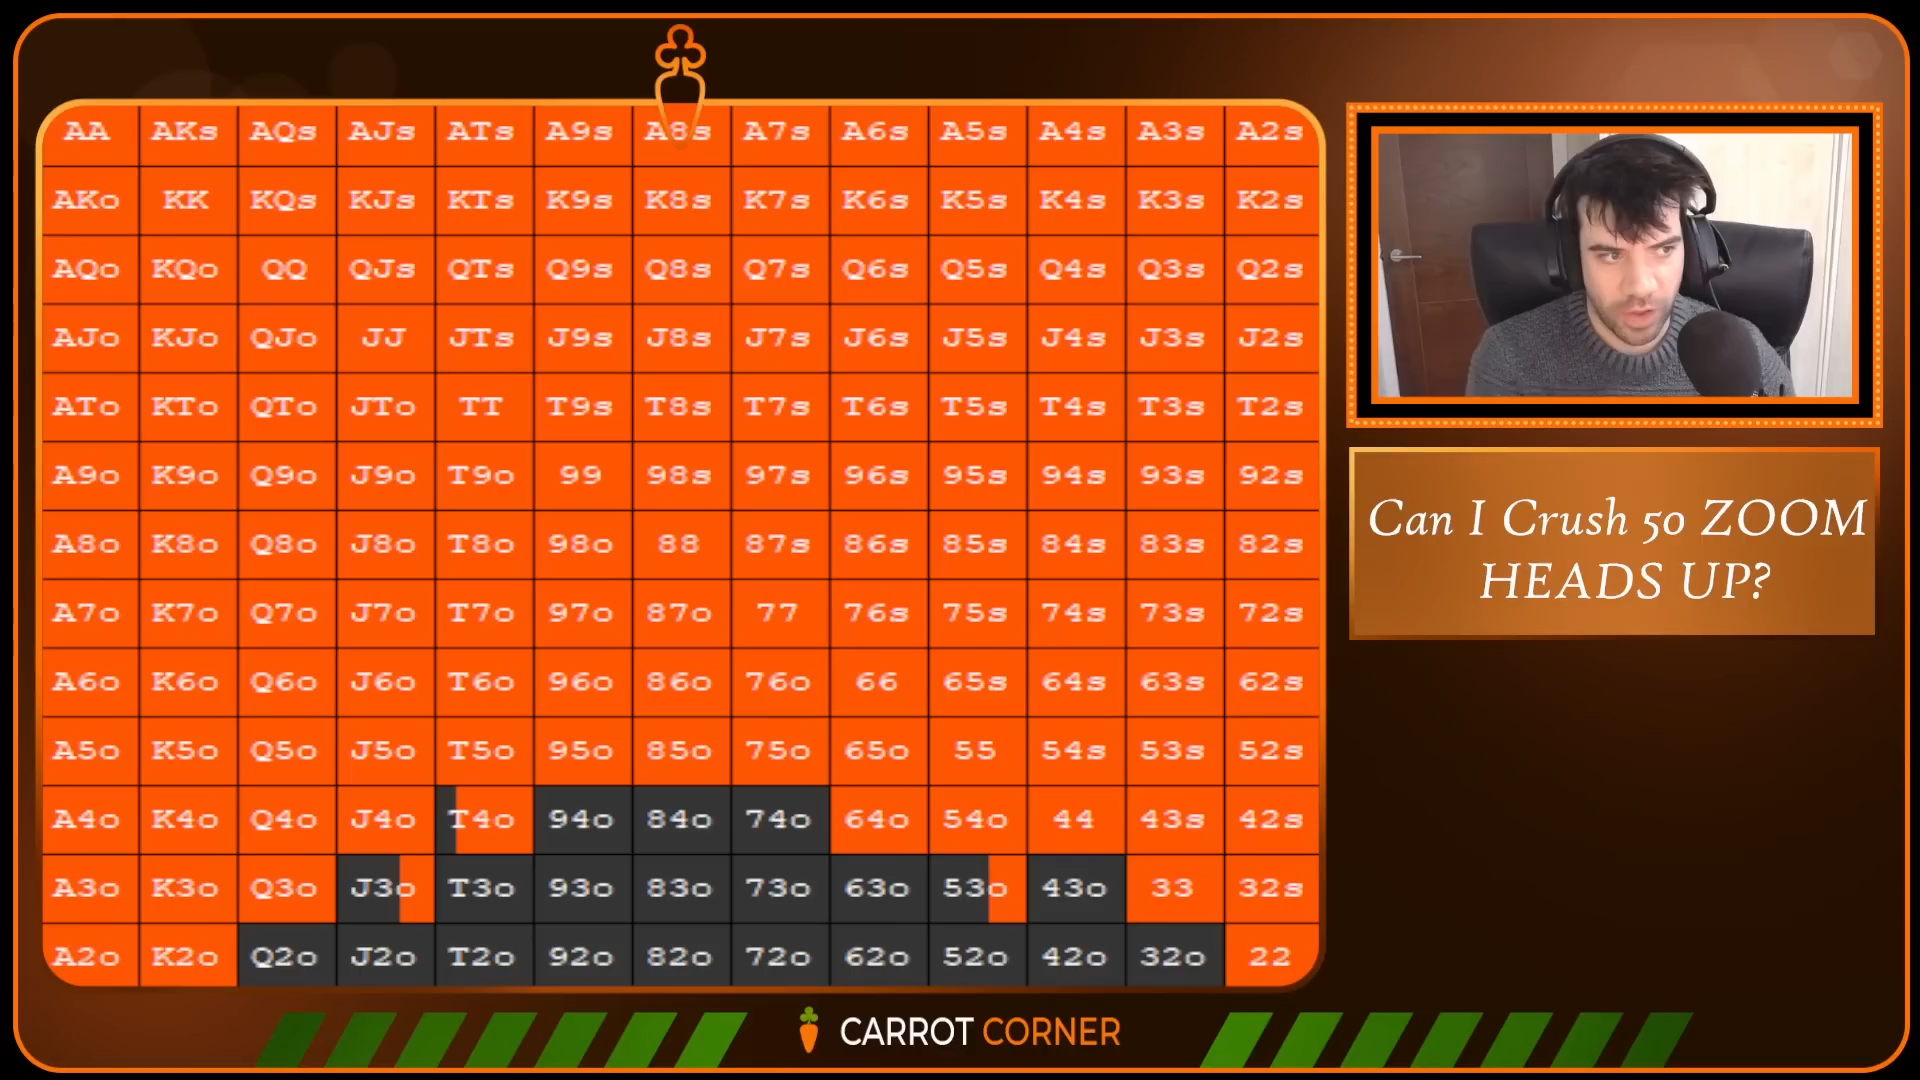 AA AKs AQs AJs ATs A9s A8s A7s A6s A5s A4s A3s A2s
AKo KK KQs KJs KTs K9s K8s K7s K6s K5s K4s K3s K2s
AQo KQo QQ QJs QTs Q9s Q8s Q7s Q6s Q5s Q4s Q3s Q2s
AJo KJo QJo JJ JTs J9s J8s J7s J6s J5s J4s J3s J2s
ATo KTo QTo JTo TT T9s T8s T7s T6s T5s T4s T3s T2s
A9o K9o Q9o J9o T9o 99 98s 97s 96s 95s 94s 93s 92s
A8o K8o Q8o J8o T8o 98o 88 87s 86s 85s 84s 83s 82s
A7o K7o Q7o J7o T7o 97o 87o 77 76s 75s 74s 73s 72s
A6o K6o Q6o J6o T6o 96o 86o 76o 66 65s 64s 63s 62s
A5o K5o Q5o J5o T5o 95o 85o 75o 65o 55 54s 53s 52s
A4o K4o Q4o J4o T4o 94o 84o 74o 64o 54o 44 43s 42s
A3o K3o Q3o J3o T3o 93o 83o 73o 63o 53o 43o 33 32s
A2o K2o Q2o J2o T2o 92o 82o 72o 62o 52o 42o 32o 22
Can I Crush 50 ZOOM
HEADS UP?
CARROT CORNER